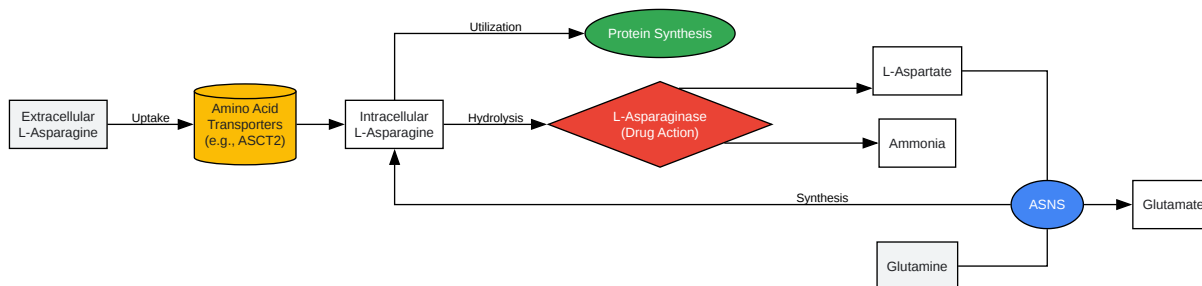 Utilization
Protein Synthesis
L-Aspartate
Extracellular
L-Asparagine
Uptake
Amino Acid
Transporters
(e.g., ASCT2)
Intracellular
L-Asparagine
Hydrolysis
L-Asparaginase
(Drug Action)
Ammonia
Synthesis
ASNS
Glutamate
Glutamine